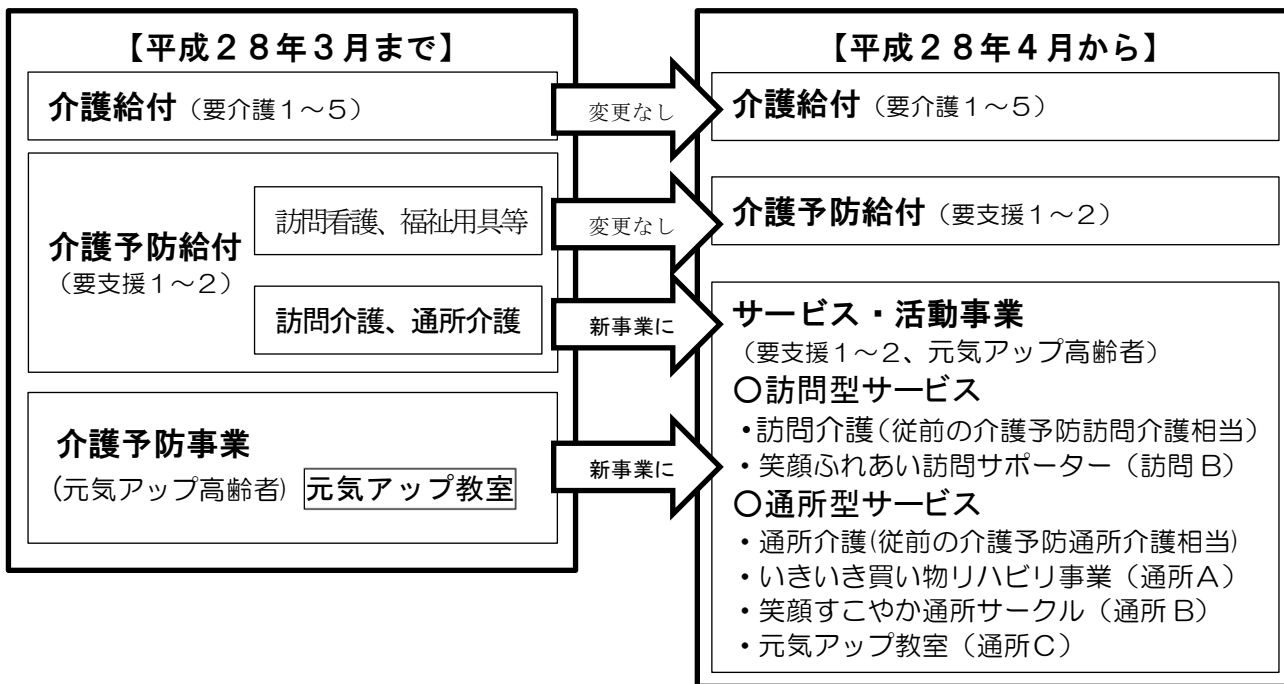 【平成２８年３月まで】
介護給付（要介護１～５）
介護予防給付
（要支援１～２）
訪問看護、福祉用具等
訪問介護、通所介護
介護予防事業
(元気アップ高齢者) 元気アップ教室
変更なし
変更なし
新事業に
新事業に
【平成２８年４月から】
介護給付（要介護１～５）
介護予防給付（要支援１～２）
サービス・活動事業
（要支援１～２、元気アップ高齢者）
〇訪問型サービス
・訪問介護(従前の介護予防訪問介護相当)
・笑顔ふれあい訪問サポーター（訪問Ｂ）
〇通所型サービス
・通所介護(従前の介護予防通所介護相当)
・いきいき買い物リハビリ事業（通所Ａ）
・笑顔すこやか通所サークル（通所Ｂ）
・元気アップ教室（通所Ｃ）